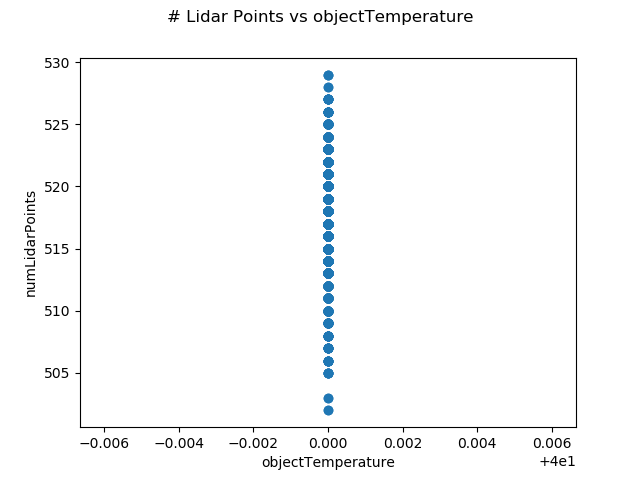 # Lidar Points vs objectTemperature
530
525
520
515
510
505
numLidarPoints
−0.006 −0.004 −0.002 0.000 0.002 0.004 0.006
objectTemperature
+4e1